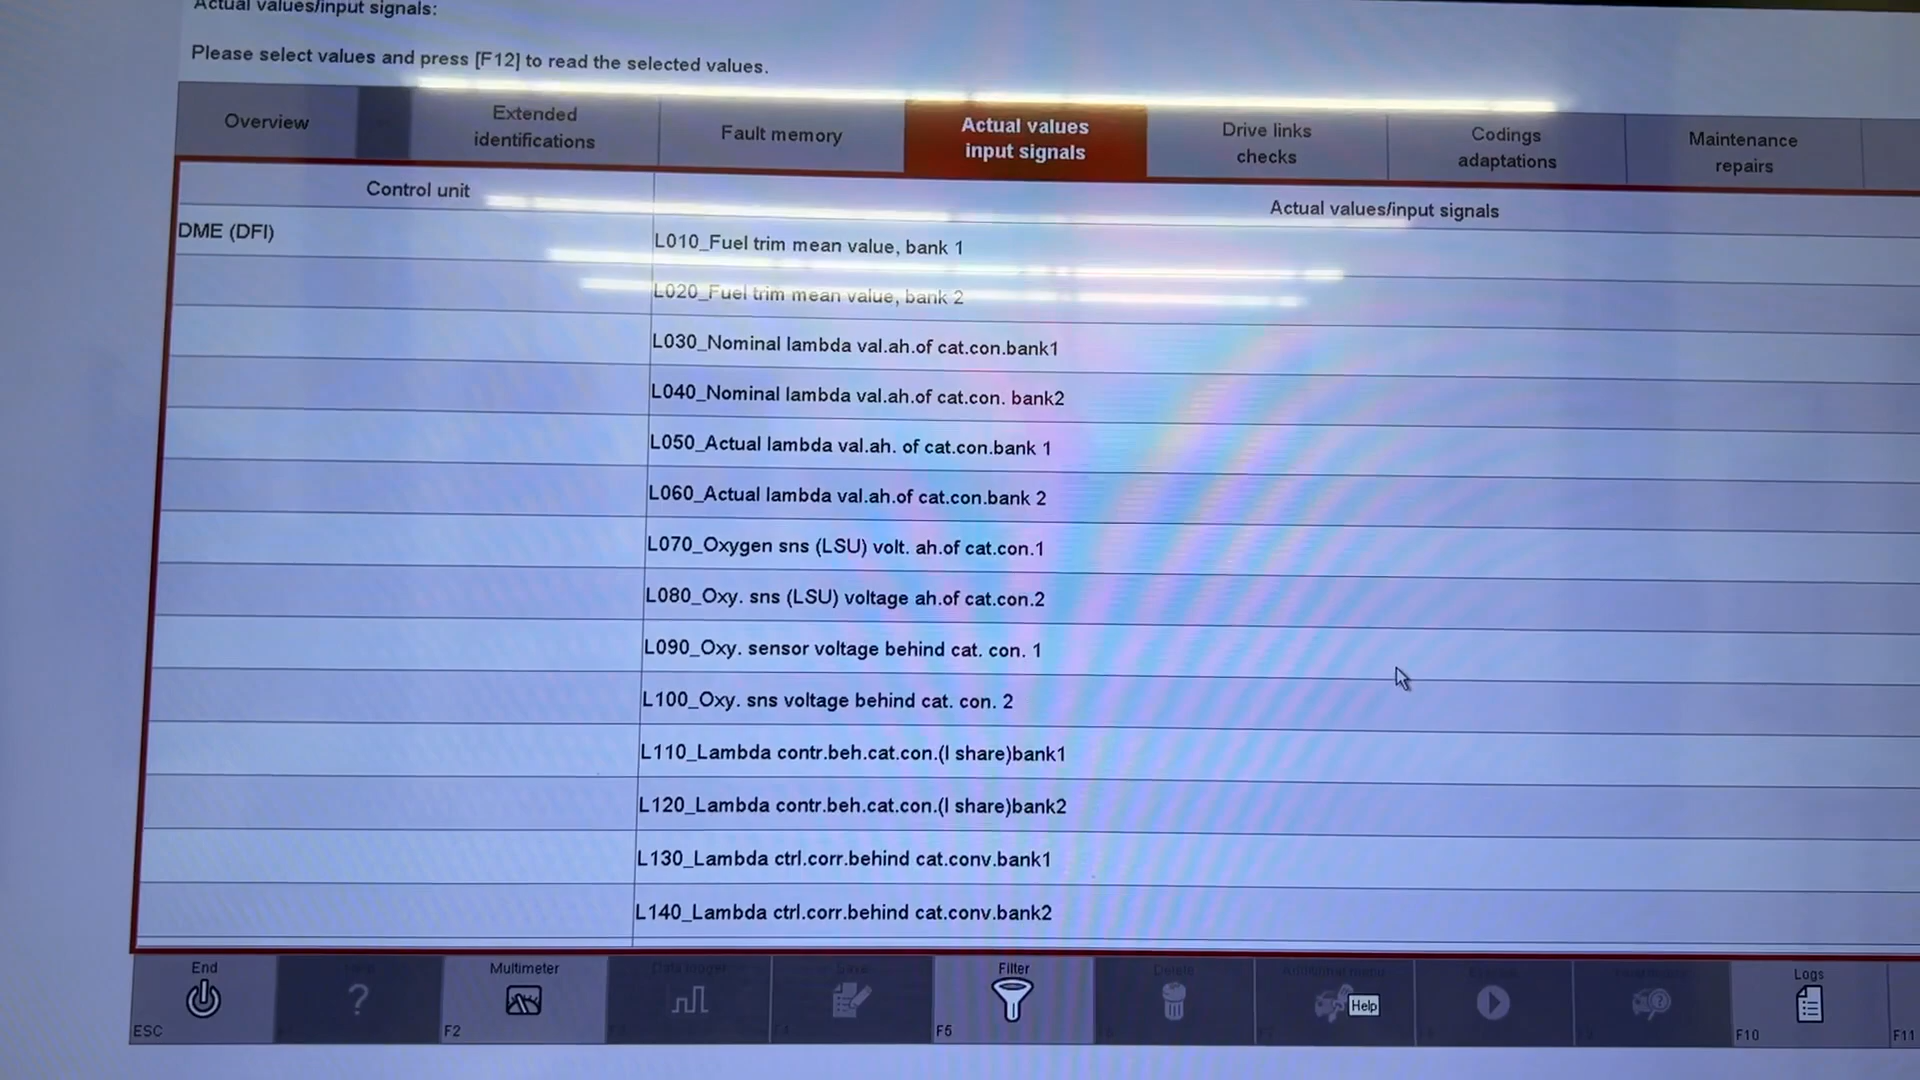 Actual values/input signals:
Please select values and press [F12] to read the selected values.
Overview
Extended
identifications
Fault memory
Actual values
input signals
Drive links
checks
Codings
adaptations
Maintenance
repairs
Control unit
Actual values/input signals
DME (DFI)
L010_Fuel trim mean value, bank 1
L020_Fuel trim mean value, bank 2
L030_Nominal lambda val.ah.of cat.con.bank1
L040_Nominal lambda val.ah.of cat.con. bank2
L050_Actual lambda val.ah. of cat.con.bank 1
L060_Actual lambda val.ah.of cat.con.bank 2
L070_Oxygen sns (LSU) volt. ah.of cat.con.1
L080_Oxy. sns (LSU) voltage ah.of cat.con.2
L090_Oxy. sensor voltage behind cat. con. 1
L100_Oxy. sns voltage behind cat. con. 2
L110_Lambda contr.beh.cat.con.(I share)bank1
L120_Lambda contr.beh.cat.con.(I share)bank2
L130_Lambda ctrl.corr.behind cat.conv.bank1
L140_Lambda ctrl.corr.behind cat.conv.bank2
End
ESC
?
Multimeter
F2
Data logger
Save
Filter
F5
Delete
Help
Logs
F10
F11